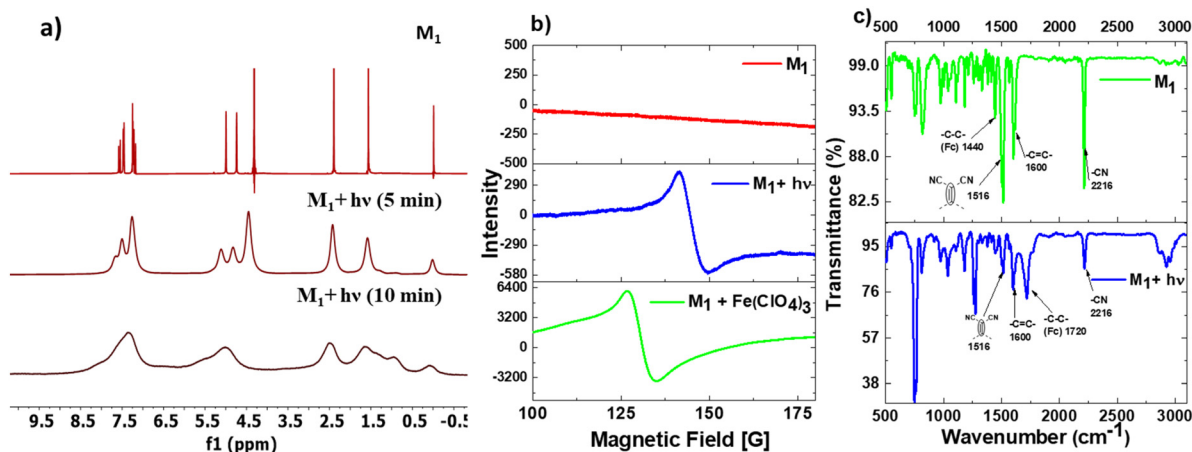 a)
M₁
M₁+ hν (5 min)
M₁+ hν (10 min)
9.5 8.5 7.5 6.5 5.5 4.5 3.5 2.5 1.5 0.5 -0.5
f1 (ppm)
b)
500
250
0
-250
-500
M₁
290
0
-290
-580
M₁+ hν
6400
3200
0
-3200
M₁ + Fe(ClO₄)₃
Intensity
100 125 150 175
Magnetic Field [G]
c)
500 1000 1500 2000 2500 3000
99.0
93.5
88.0
82.5
M₁
-C-C-
(Fc) 1440
-C=C-
1600
-CN
2216
NC CN
1516
95
76
57
38
M₁+ hν
NC CN
1516
-C=C-
1600
-C-C-
(Fc) 1720
-CN
2216
Transmittance (%)
500 1000 1500 2000 2500 3000
Wavenumber (cm⁻¹)